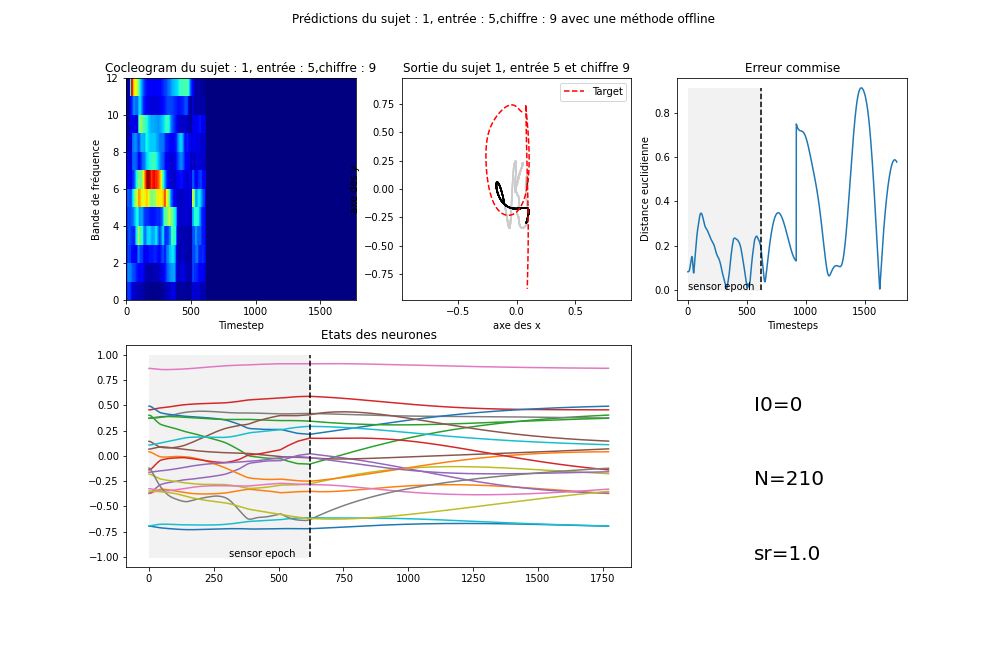 Prédictions du sujet : 1, entrée : 5,chiffre : 9 avec une méthode offline
Cocleogram du sujet : 1, entrée : 5,chiffre : 9
Bande de fréquence
12
10
8
6
4
2
0
0 500 1000 1500
Timestep
Sortie du sujet 1, entrée 5 et chiffre 9
Target
0.75
0.50
0.25
0.00
−0.25
−0.50
−0.75
−0.5 0.0 0.5
axe des x
Erreur commise
Distance euclidienne
0.8
0.6
0.4
0.2
0.0
sensor epoch
0 500 1000 1500
Timesteps
Etats des neurones
1.00
0.75
0.50
0.25
0.00
−0.25
−0.50
−0.75
−1.00
sensor epoch
0 250 500 750 1000 1250 1500 1750
I0=0
N=210
sr=1.0